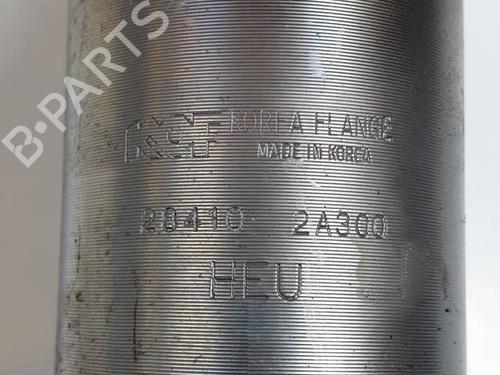 B-PARTS
KOREA FLANGE
MADE IN KOREA
28410 2A300
HEU